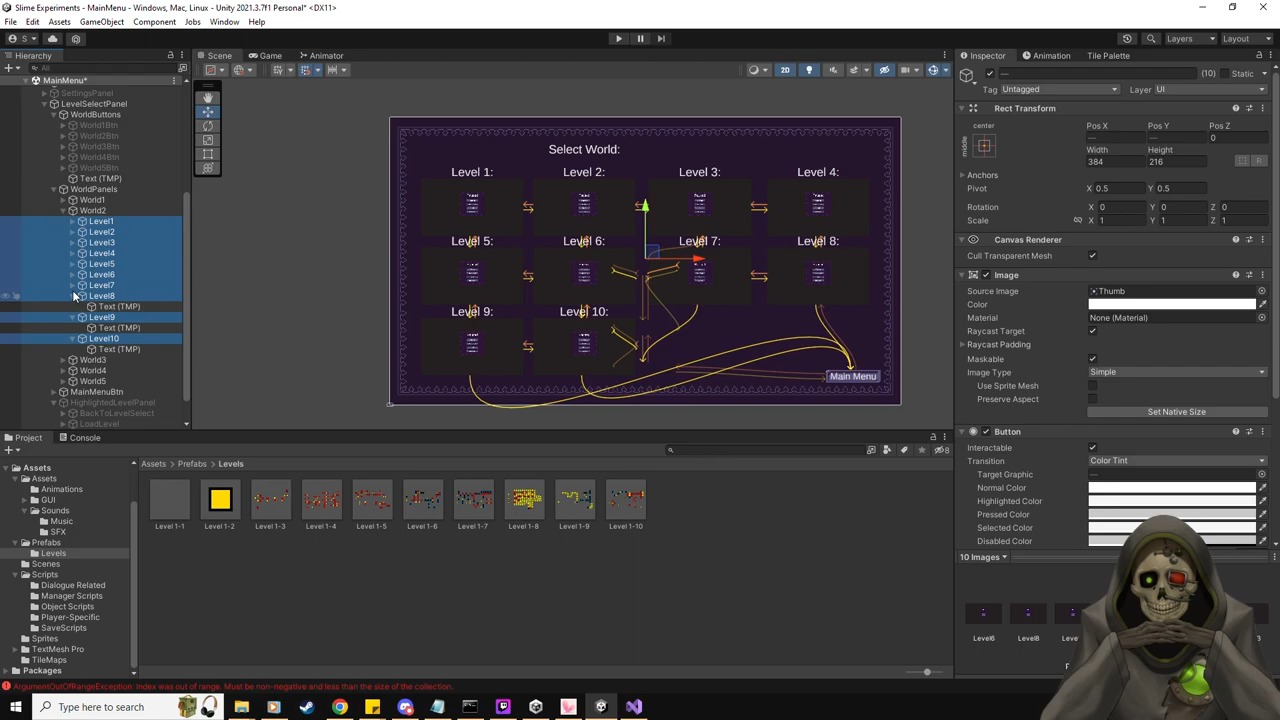 Slime Experiments - MainMenu - Windows, Mac, Linux - Unity 2021.3.7f1 Personal* <DX11>
File Edit Assets GameObject Component Jobs Window Help
S Layers Layout
Hierarchy Scene Game Animator Inspector Animation Tile Palette
All
MainMenu*
SettingsPanel
LevelSelectPanel
WorldButtons
World1Btn
World2Btn
World3Btn
World4Btn
World5Btn
Text (TMP)
WorldPanels
World1
World2
Level1
Level2
Level3
Level4
Level5
Level6
Level7
Level8
Text (TMP)
Level9
Text (TMP)
Level10
Text (TMP)
World3
World4
World5
MainMenuBtn
HighlightedLevelPanel
BackToLevelSelect
LoadLevel
2D
Select World:
Level 1: Level 2: Level 3: Level 4:
Level 5: Level 6: Level 7: Level 8:
Level 9: Level 10:
Main Menu
— (10) Static
Tag Untagged Layer UI
Rect Transform
center
middle
Pos X Pos Y Pos Z
— — 0
Width Height
384 216
Anchors
Pivot X 0.5 Y 0.5
Rotation X 0 Y 0 Z 0
Scale X 1 Y 1 Z 1
Canvas Renderer
Cull Transparent Mesh
Image
Source Image Thumb
Color
Material None (Material)
Raycast Target
Raycast Padding
Maskable
Image Type Simple
Use Sprite Mesh
Preserve Aspect
Set Native Size
Button
Interactable
Transition Color Tint
Target Graphic —
Normal Color
Highlighted Color
Pressed Color
Selected Color
Disabled Color
10 Images
Level6 Level8
Project Console
8
Assets
Assets
Animations
GUI
Sounds
Music
SFX
Prefabs
Levels
Scenes
Scripts
Dialogue Related
Manager Scripts
Object Scripts
Player-Specific
SaveScripts
Sprites
TextMesh Pro
TileMaps
Packages
Assets > Prefabs > Levels
Level 1-1 Level 1-2 Level 1-3 Level 1-4 Level 1-5 Level 1-6 Level 1-7 Level 1-8 Level 1-9 Level 1-10
ArgumentOutOfRangeException: Index was out of range. Must be non-negative and less than the size of the collection.
Type here to search